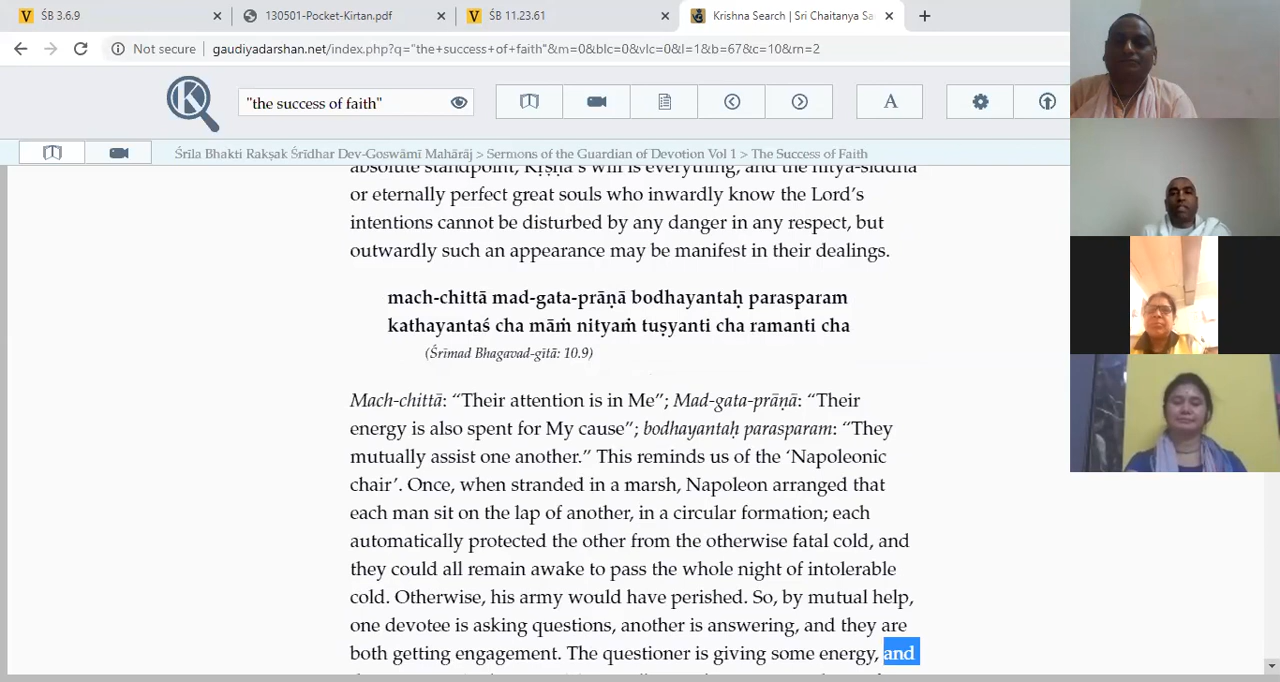 ŚB 3.6.9
130501-Pocket-Kirtan.pdf
ŚB 11.23.61
Krishna Search | Sri Chaitanya Sa
Not secure | gaudiyadarshan.net/index.php?q="the+success+of+faith"&m=0&blc=0&vlc=0&l=1&b=67&c=10&rn=2
K
"the success of faith"
A
Śrīla Bhakti Rakṣak Śrīdhar Dev-Goswāmī Mahārāj > Sermons of the Guardian of Devotion Vol 1 > The Success of Faith
absolute standpoint, Kṛṣṇa's will is everything, and the nitya-siddha
or eternally perfect great souls who inwardly know the Lord's
intentions cannot be disturbed by any danger in any respect, but
outwardly such an appearance may be manifest in their dealings.
mach-chittā mad-gata-prāṇā bodhayantaḥ parasparam
kathayantaś cha māṁ nityaṁ tuṣyanti cha ramanti cha
(Śrīmad Bhagavad-gītā: 10.9)
Mach-chittā: "Their attention is in Me"; Mad-gata-prāṇā: "Their
energy is also spent for My cause"; bodhayantaḥ parasparam: "They
mutually assist one another." This reminds us of the 'Napoleonic
chair'. Once, when stranded in a marsh, Napoleon arranged that
each man sit on the lap of another, in a circular formation; each
automatically protected the other from the otherwise fatal cold, and
they could all remain awake to pass the whole night of intolerable
cold. Otherwise, his army would have perished. So, by mutual help,
one devotee is asking questions, another is answering, and they are
both getting engagement. The questioner is giving some energy, and